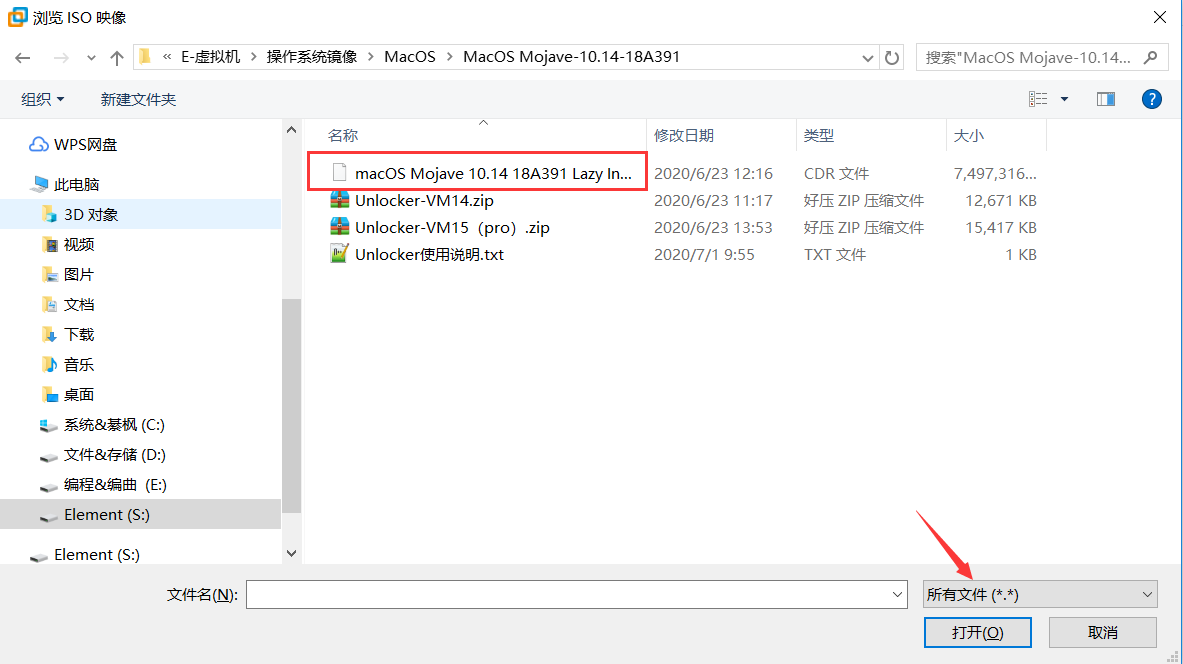 浏览 ISO 映像
« E-虚拟机 > 操作系统镜像 > MacOS > MacOS Mojave-10.14-18A391
搜索"MacOS Mojave-10.14...
组织
新建文件夹
?
WPS网盘
此电脑
3D 对象
视频
图片
文档
下载
音乐
桌面
系统&綦枫 (C:)
文件&存储 (D:)
编程&编曲 (E:)
Element (S:)
Element (S:)
名称 修改日期 类型 大小
macOS Mojave 10.14 18A391 Lazy In... 2020/6/23 12:16 CDR 文件 7,497,316...
Unlocker-VM14.zip 2020/6/23 11:17 好压 ZIP 压缩文件 12,671 KB
Unlocker-VM15（pro）.zip 2020/6/23 13:53 好压 ZIP 压缩文件 15,417 KB
Unlocker使用说明.txt 2020/7/1 9:55 TXT 文件 1 KB
文件名(N):
所有文件 (*.*)
打开(O)
取消